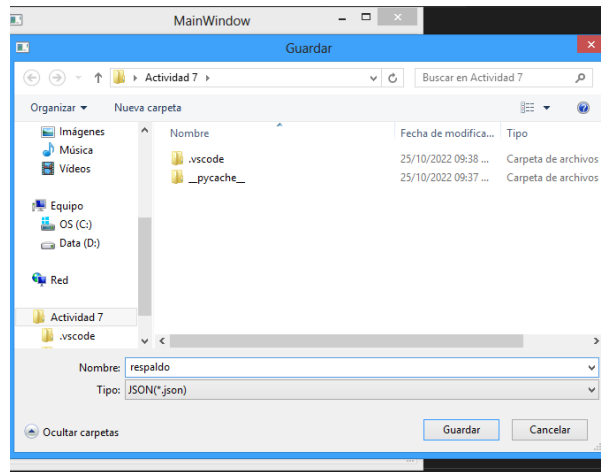 MainWindow
Guardar
Actividad 7
Buscar en Actividad 7
Organizar
Nueva carpeta
Imágenes
Música
Vídeos
Equipo
OS (C:)
Data (D:)
Red
Actividad 7
.vscode
Nombre
Fecha de modifica...
Tipo
.vscode
25/10/2022 09:38 ...
Carpeta de archivos
__pycache__
25/10/2022 09:37 ...
Carpeta de archivos
Nombre: respaldo
Tipo: JSON(*.json)
Ocultar carpetas
Guardar
Cancelar